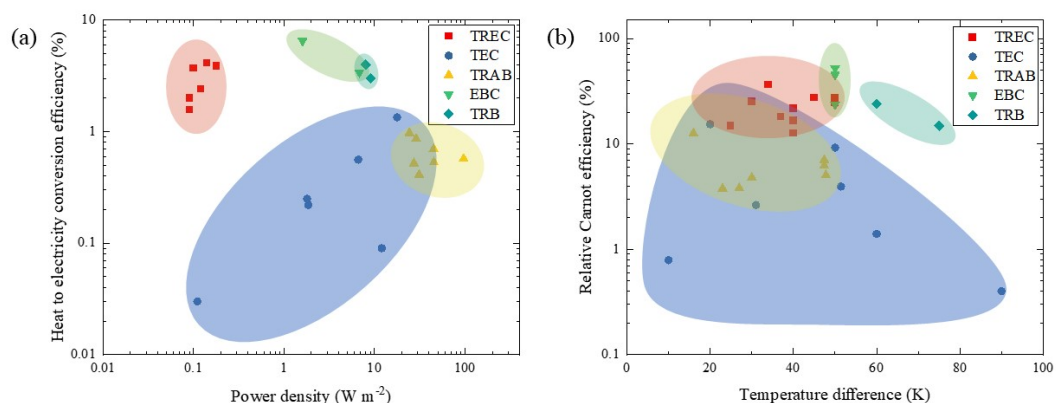 (a)
Heat to electricity conversion efficiency (%)
10
1
0.1
0.01
TREC
TEC
TRAB
EBC
TRB
0.01
0.1
1
10
100
Power density (W m⁻²)
(b)
Relative Carnot efficiency (%)
100
10
1
0.1
TREC
TEC
TRAB
EBC
TRB
0
20
40
60
80
100
Temperature difference (K)